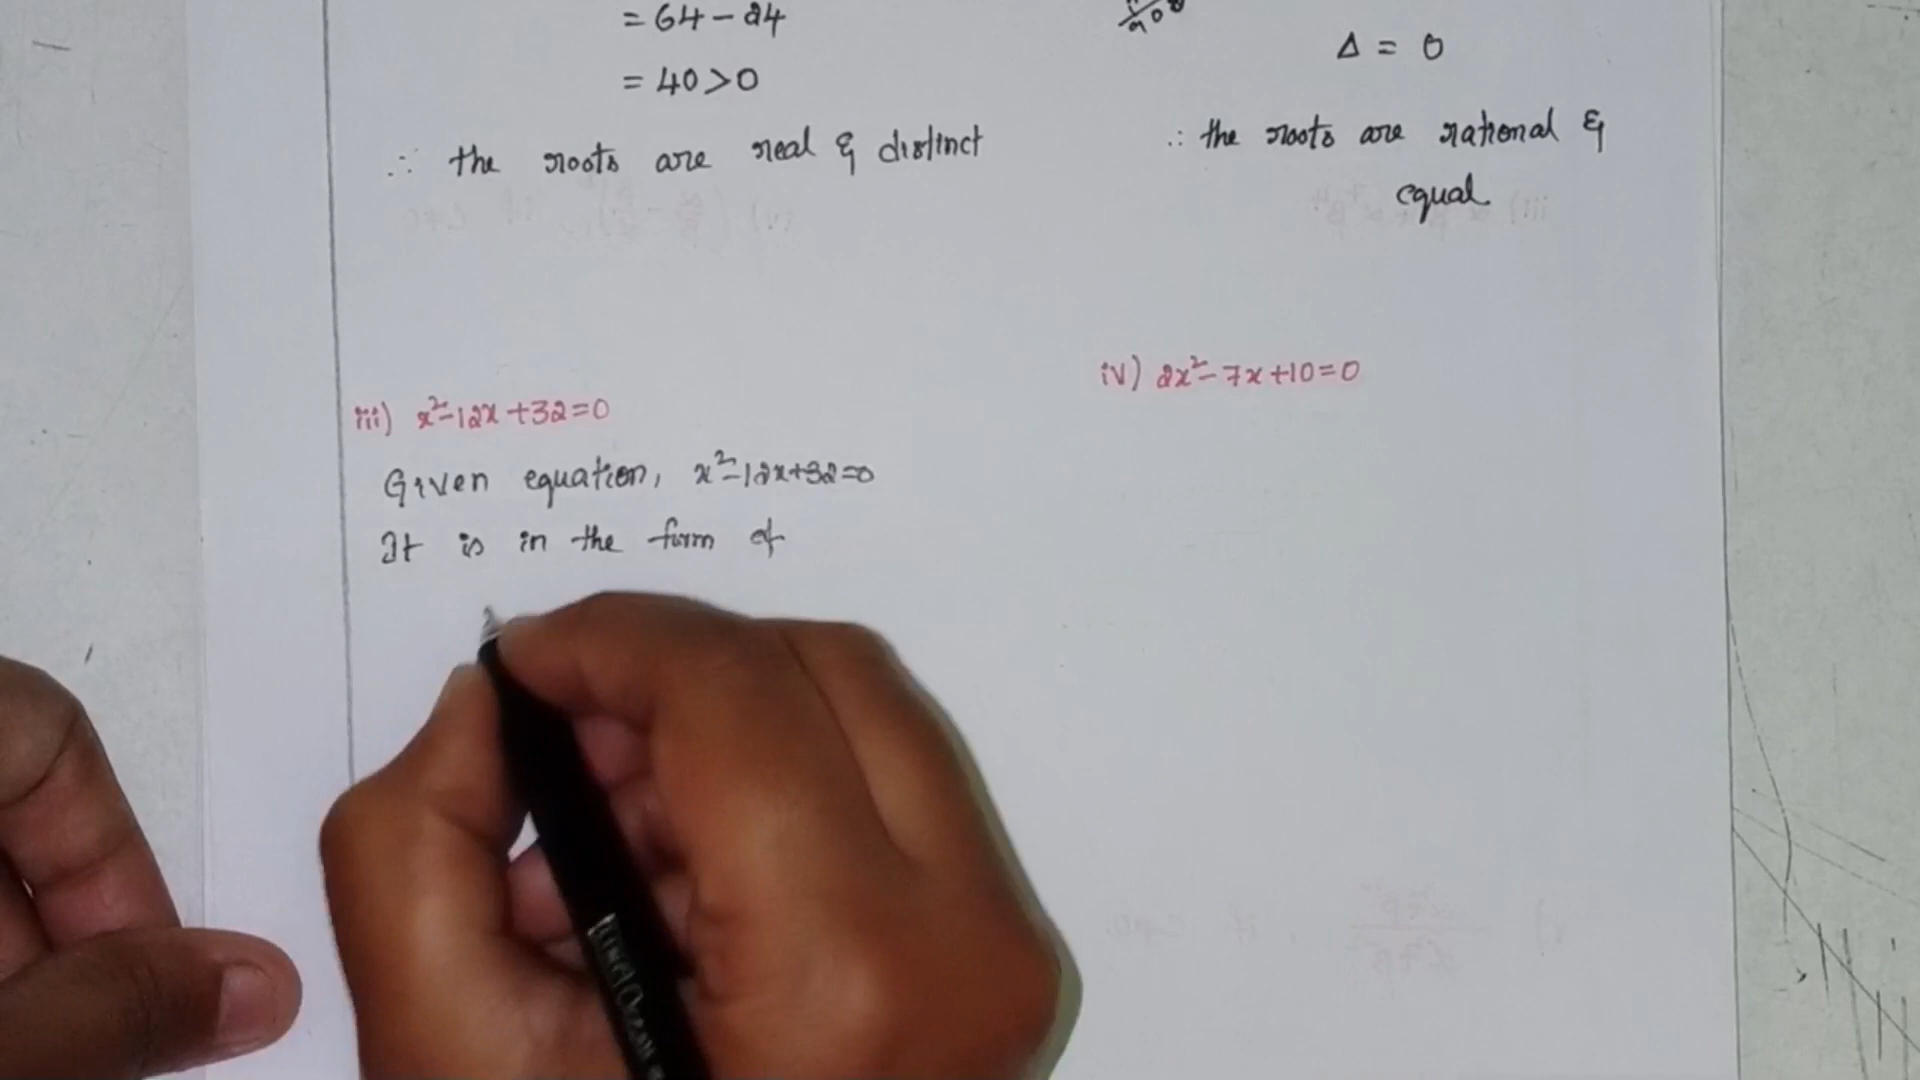 = 64 - 24
= 40 > 0
∴ the roots are real & distinct
Δ = 0
∴ the roots are rational &
equal
iii) x²-12x+32=0
Given equation, x²-12x+32=0
It is in the form of
iv) 2x²-7x+10=0